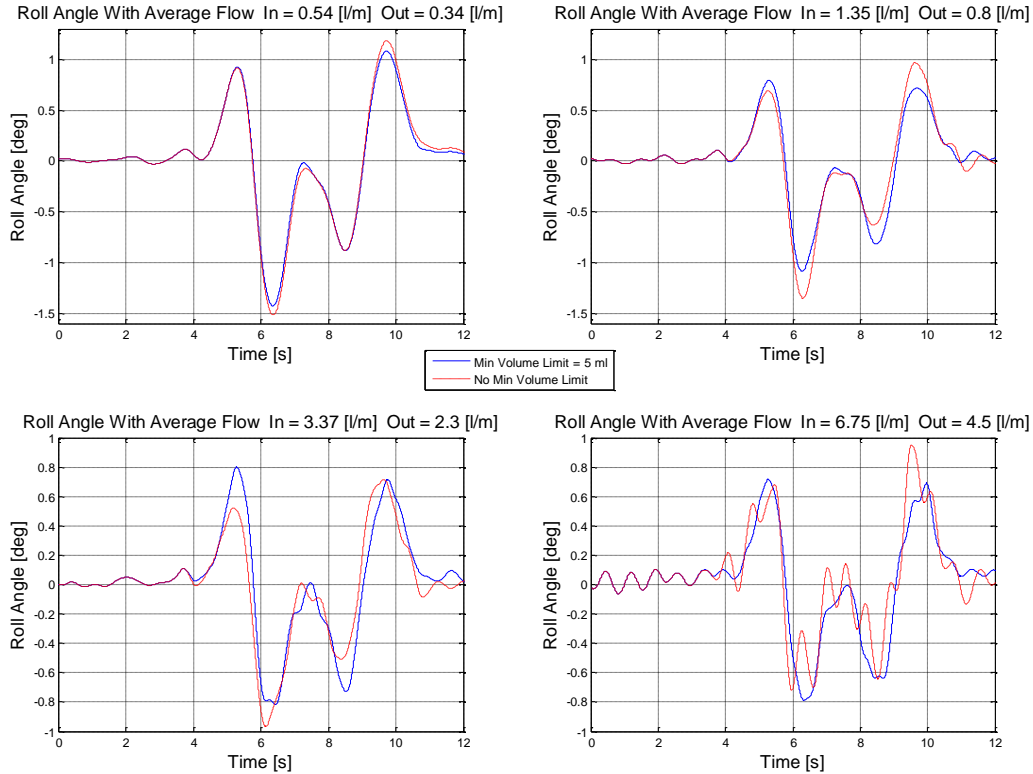 Roll Angle With Average Flow In = 0.54 [l/m] Out = 0.34 [l/m]
1
0.5
0
-0.5
-1
-1.5
Roll Angle [deg]
0 2 4 6 8 10 12
Time [s]
Roll Angle With Average Flow In = 1.35 [l/m] Out = 0.8 [l/m]
1
0.5
0
-0.5
-1
-1.5
Roll Angle [deg]
0 2 4 6 8 10 12
Time [s]
Min Volume Limit = 5 ml
No Min Volume Limit
Roll Angle With Average Flow In = 3.37 [l/m] Out = 2.3 [l/m]
1
0.8
0.6
0.4
0.2
0
-0.2
-0.4
-0.6
-0.8
-1
Roll Angle [deg]
0 2 4 6 8 10 12
Time [s]
Roll Angle With Average Flow In = 6.75 [l/m] Out = 4.5 [l/m]
1
0.8
0.6
0.4
0.2
0
-0.2
-0.4
-0.6
-0.8
-1
Roll Angle [deg]
0 2 4 6 8 10 12
Time [s]